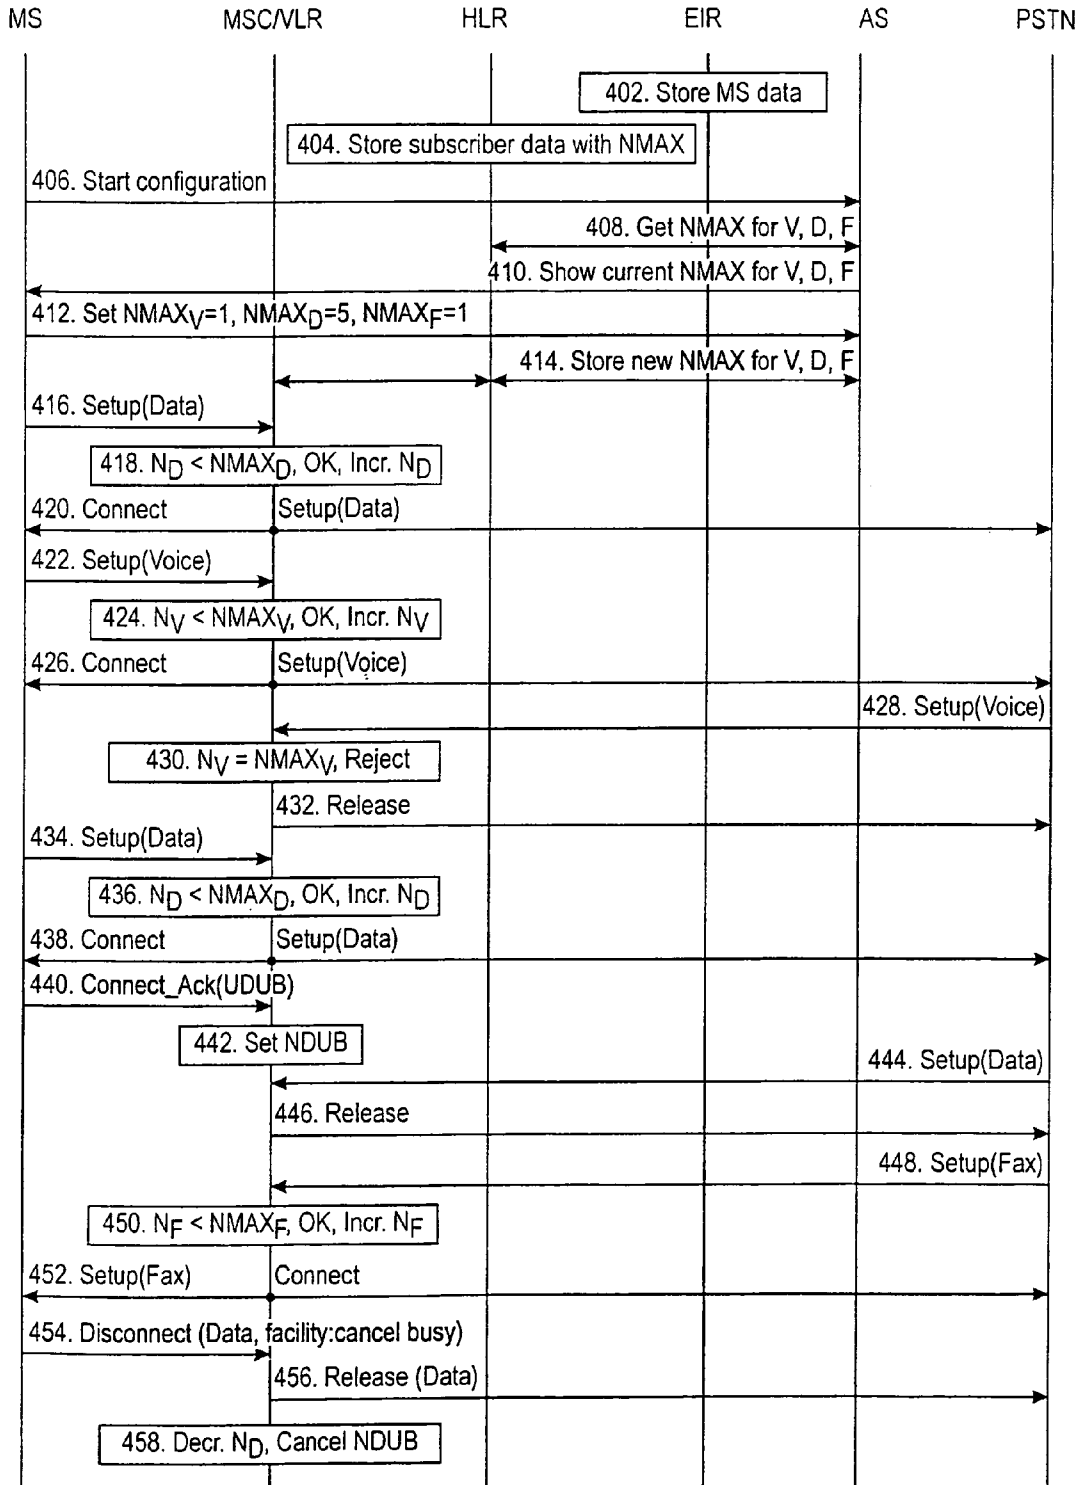 MS MSC/VLR HLR EIR AS PSTN
402. Store MS data
404. Store subscriber data with NMAX
406. Start configuration
408. Get NMAX for V, D, F
410. Show current NMAX for V, D, F
412. Set NMAXV=1, NMAXD=5, NMAXF=1
414. Store new NMAX for V, D, F
416. Setup(Data)
418. ND < NMAXD, OK, Incr. ND
420. Connect Setup(Data)
422. Setup(Voice)
424. NV < NMAXV, OK, Incr. NV
426. Connect Setup(Voice)
428. Setup(Voice)
430. NV = NMAXV, Reject
432. Release
434. Setup(Data)
436. ND < NMAXD, OK, Incr. ND
438. Connect Setup(Data)
440. Connect_Ack(UDUB)
442. Set NDUB
444. Setup(Data)
446. Release
448. Setup(Fax)
450. NF < NMAXF, OK, Incr. NF
452. Setup(Fax) Connect
454. Disconnect (Data, facility:cancel busy)
456. Release (Data)
458. Decr. ND, Cancel NDUB